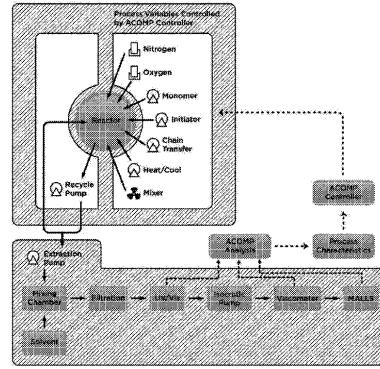 Process Variables Controlled
by ACOMP Controller
Nitrogen
Oxygen
Monomer
Initiator
Chain
Transfer
Heat/Cool
Mixer
Reactor
Recycle
Pump
ACOMP
Controller
ACOMP
Analysis
Process
Characteristics
Extraction
Pump
Mixing
Chamber
Filtration
UV/Vis
Pump
Viscometer
MALLS
Solvent